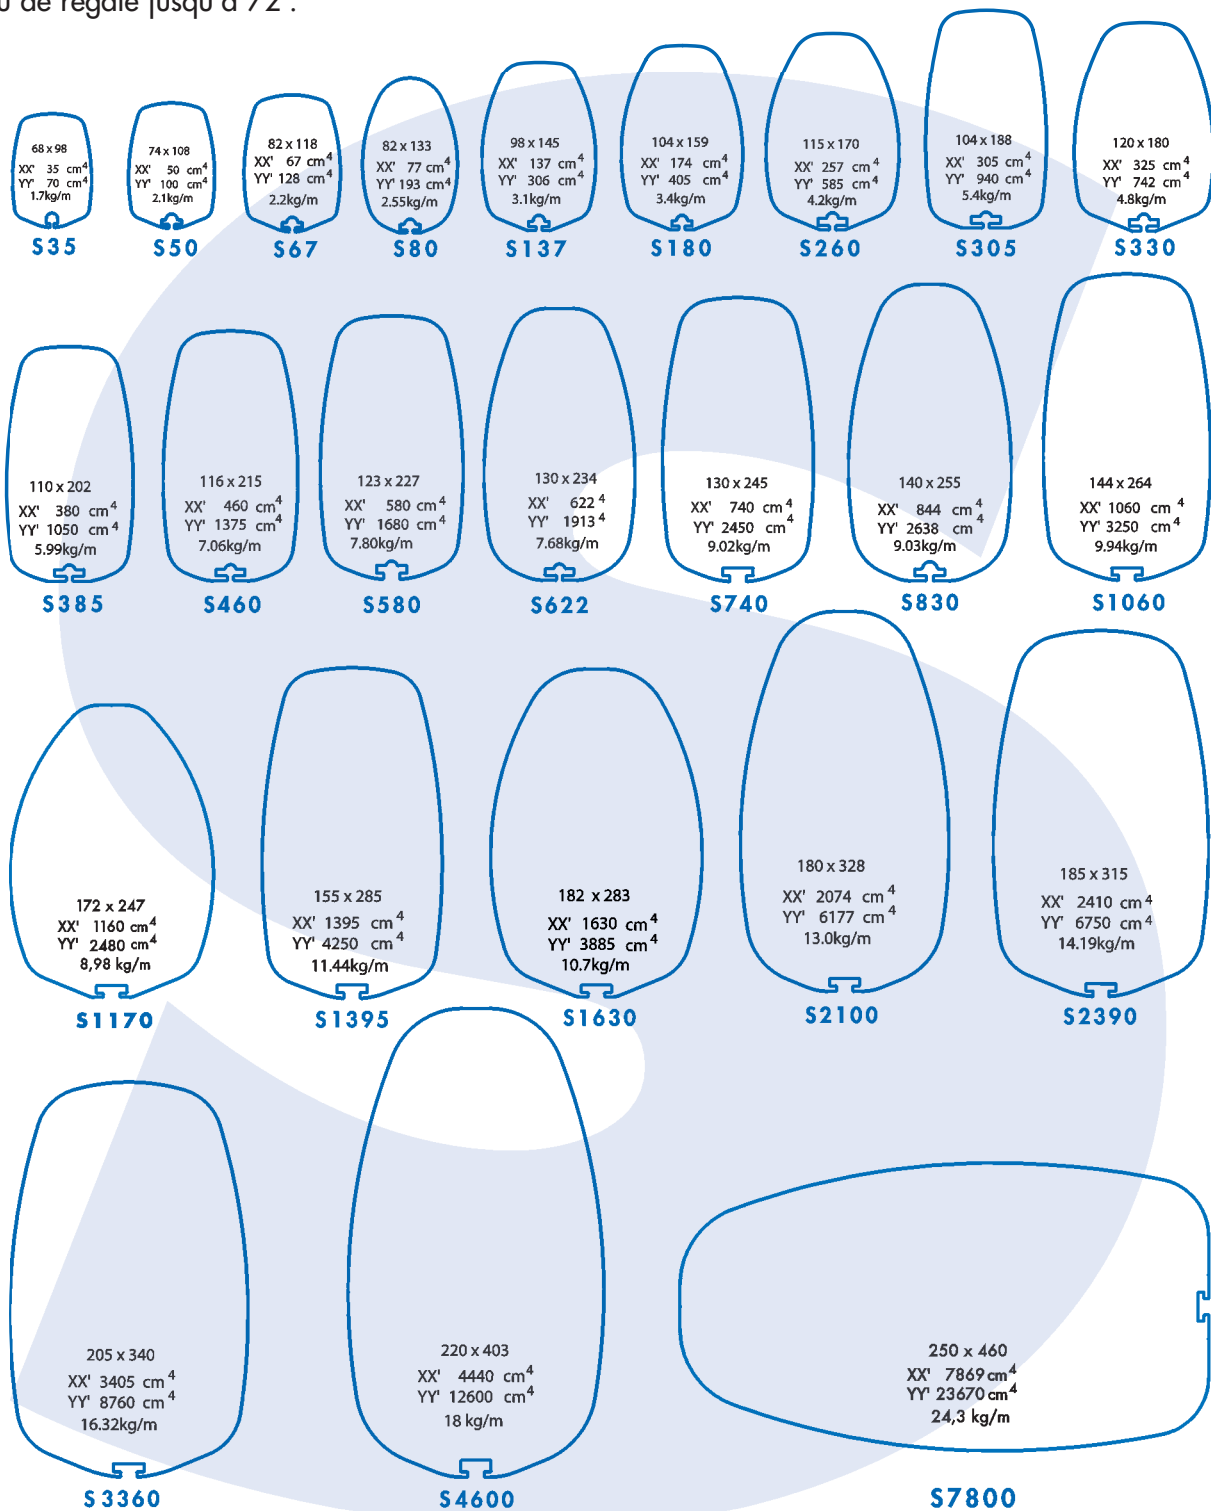 de régate jusqu'à 72'.
68 x 98
XX' 35 cm4
YY' 70 cm4
1.7kg/m
S35
74 x 108
XX' 50 cm4
YY' 100 cm4
2.1kg/m
S50
82 x 118
XX' 67 cm4
YY' 128 cm4
2.2kg/m
S67
82 x 133
XX' 77 cm4
YY' 193 cm4
2.55kg/m
S80
98 x 145
XX' 137 cm4
YY' 306 cm4
3.1kg/m
S137
104 x 159
XX' 174 cm4
YY' 405 cm4
3.4kg/m
S180
115 x 170
XX' 257 cm4
YY' 585 cm4
4.2kg/m
S260
104 x 188
XX' 305 cm4
YY' 940 cm4
5.4kg/m
S305
120 x 180
XX' 325 cm4
YY' 742 cm4
4.8kg/m
S330
110 x 202
XX' 380 cm4
YY' 1050 cm4
5.99kg/m
S385
116 x 215
XX' 460 cm4
YY' 1375 cm4
7.06kg/m
S460
123 x 227
XX' 580 cm4
YY' 1680 cm4
7.80kg/m
S580
130 x 234
XX' 622 4
YY' 1913 4
7.68kg/m
S622
130 x 245
XX' 740 cm4
YY' 2450 cm4
9.02kg/m
S740
140 x 255
XX' 844 cm4
YY' 2638 cm4
9.03kg/m
S830
144 x 264
XX' 1060 cm4
YY' 3250 cm4
9.94kg/m
S1060
172 x 247
XX' 1160 cm4
YY' 2480 cm4
8,98 kg/m
S1170
155 x 285
XX' 1395 cm4
YY' 4250 cm4
11.44kg/m
S1395
182 x 283
XX' 1630 cm4
YY' 3885 cm4
10.7kg/m
S1630
180 x 328
XX' 2074 cm4
YY' 6177 cm4
13.0kg/m
S2100
185 x 315
XX' 2410 cm4
YY' 6750 cm4
14.19kg/m
S2390
205 x 340
XX' 3405 cm4
YY' 8760 cm4
16.32kg/m
S3360
220 x 403
XX' 4440 cm4
YY' 12600 cm4
18 kg/m
S4600
250 x 460
XX' 7869 cm4
YY' 23670 cm4
24,3 kg/m
S7800